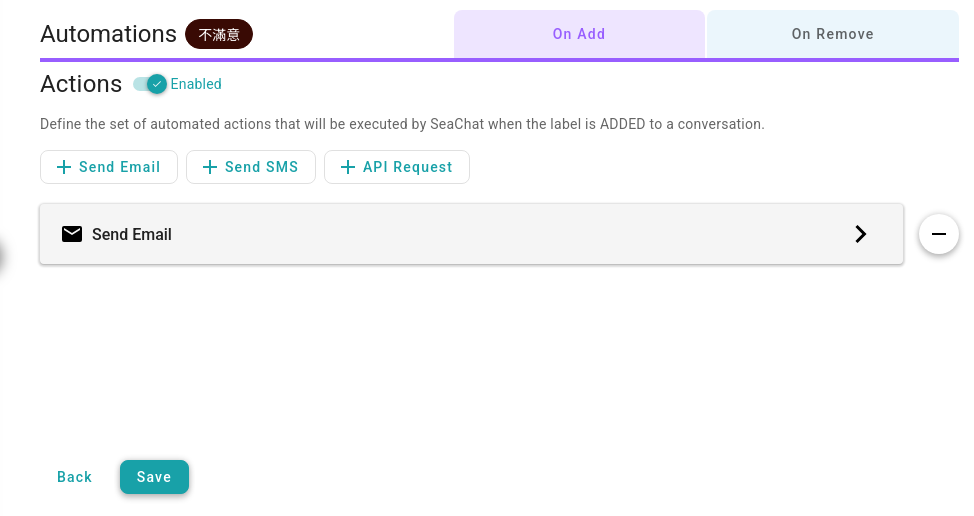 Automations 不滿意 On Add On Remove
Actions Enabled
Define the set of automated actions that will be executed by SeaChat when the label is ADDED to a conversation.
Send Email Send SMS API Request
Send Email
Back Save